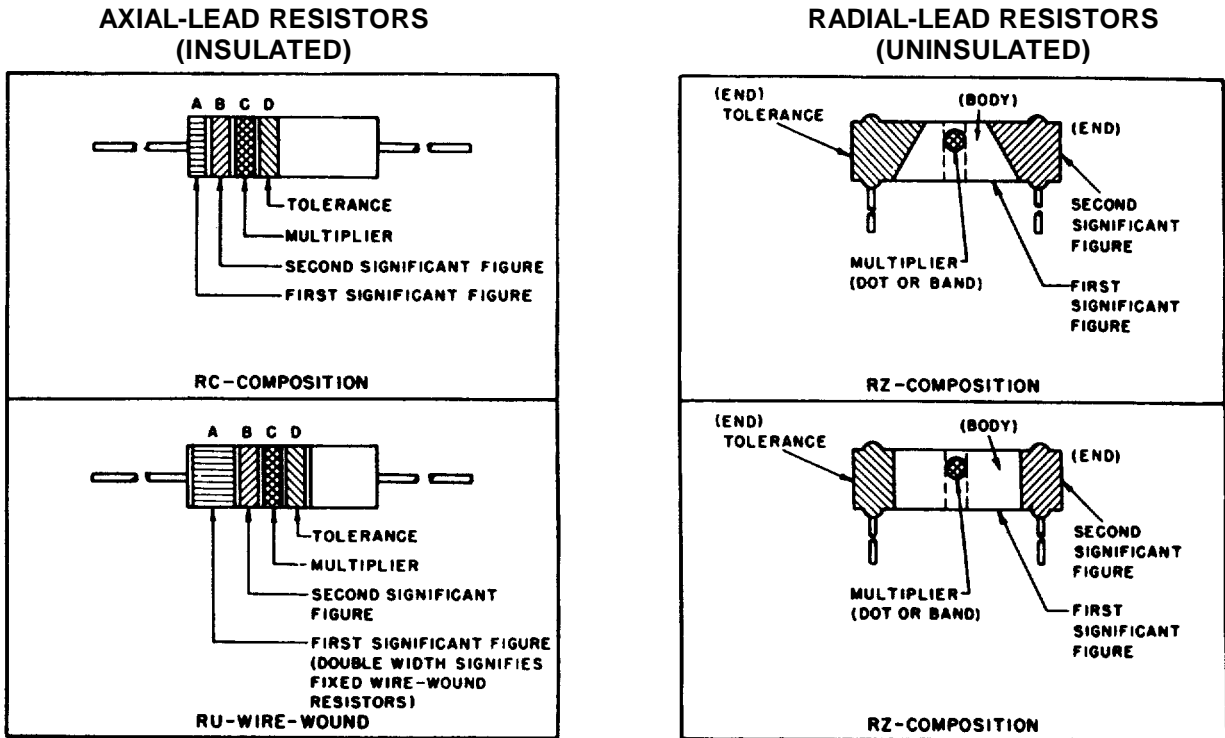 AXIAL-LEAD RESISTORS
(INSULATED)
A B C D
TOLERANCE
MULTIPLIER
SECOND SIGNIFICANT FIGURE
FIRST SIGNIFICANT FIGURE
RC-COMPOSITION
A B C D
TOLERANCE
MULTIPLIER
SECOND SIGNIFICANT
FIGURE
FIRST SIGNIFICANT FIGURE
(DOUBLE WIDTH SIGNIFIES
FIXED WIRE-WOUND
RESISTORS)
RU-WIRE-WOUND
RADIAL-LEAD RESISTORS
(UNINSULATED)
(END)
TOLERANCE
(BODY)
(END)
SECOND
SIGNIFICANT
FIGURE
MULTIPLIER
(DOT OR BAND)
FIRST
SIGNIFICANT
FIGURE
RZ-COMPOSITION
(END)
TOLERANCE
(BODY)
(END)
SECOND
SIGNIFICANT
FIGURE
MULTIPLIER
(DOT OR BAND)
FIRST
SIGNIFICANT
FIGURE
RZ-COMPOSITION